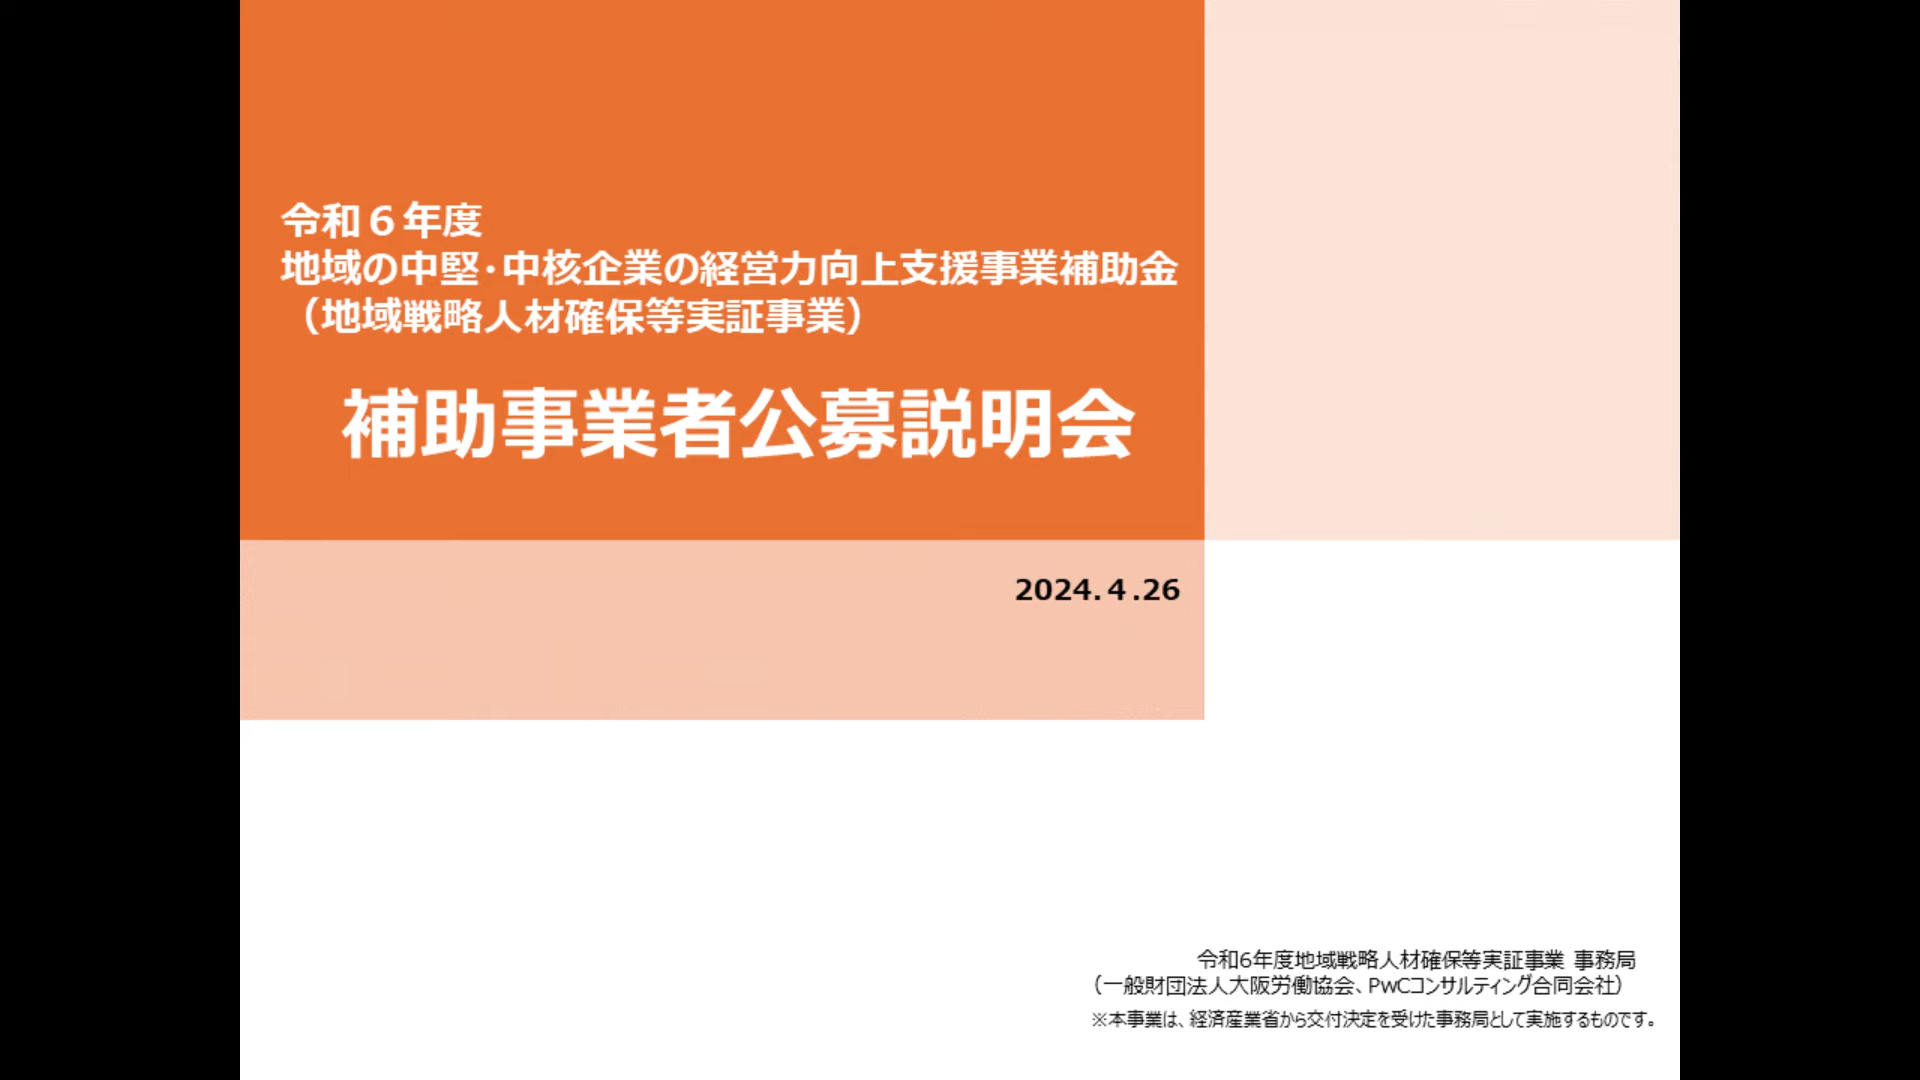 令和６年度
地域の中堅・中核企業の経営力向上支援事業補助金
（地域戦略人材確保等実証事業）
補助事業者公募説明会
2024.４.26
令和6年度地域戦略人材確保等実証事業 事務局
（一般財団法人大阪労働協会、PwCコンサルティング合同会社）
※本事業は、経済産業省から交付決定を受けた事務局として実施するものです。